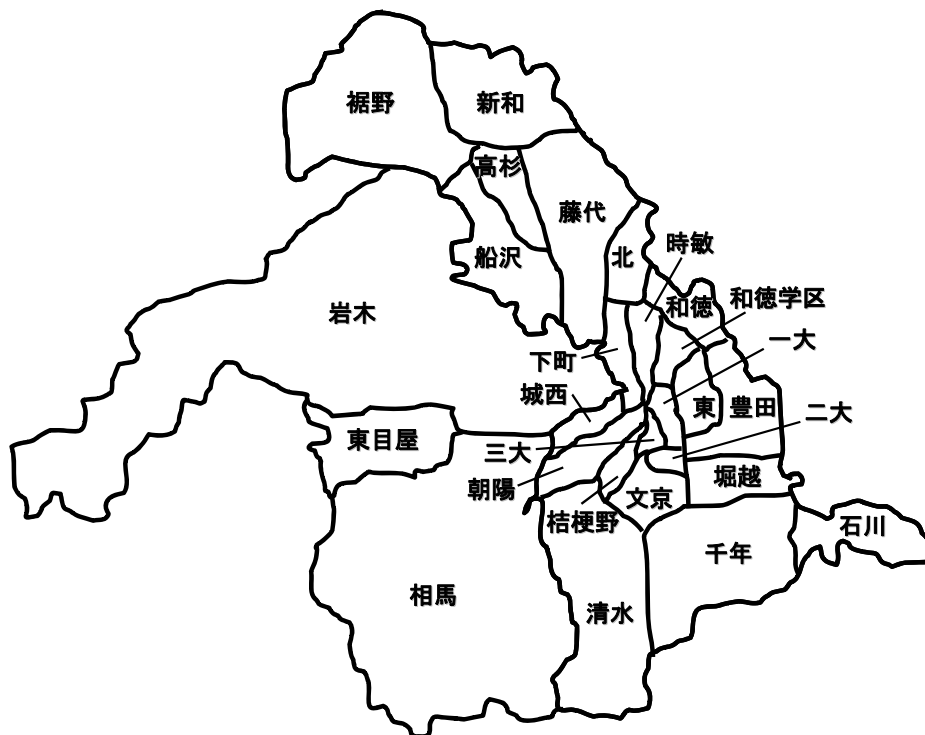 裾野
新和
高杉
藤代
時敏
船沢
北
和徳学区
和徳
岩木
一大
下町
城西
東
豊田
二大
東目屋
三大
堀越
朝陽
文京
桔梗野
石川
千年
相馬
清水